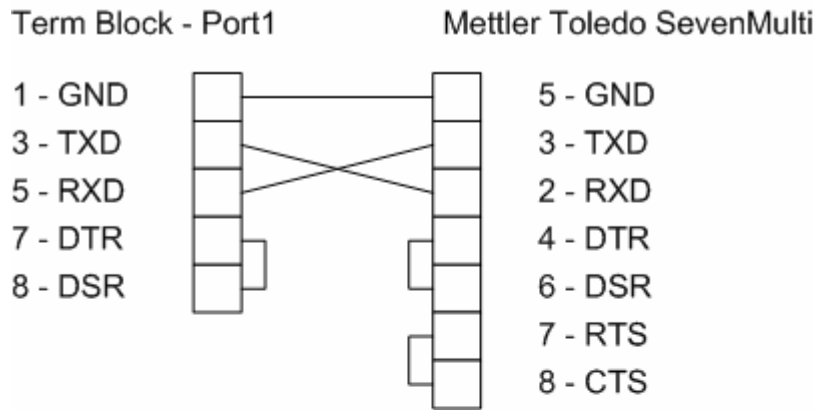 Term Block - Port1
Mettler Toledo SevenMulti
1 - GND
5 - GND
3 - TXD
3 - TXD
5 - RXD
2 - RXD
7 - DTR
4 - DTR
8 - DSR
6 - DSR
7 - RTS
8 - CTS